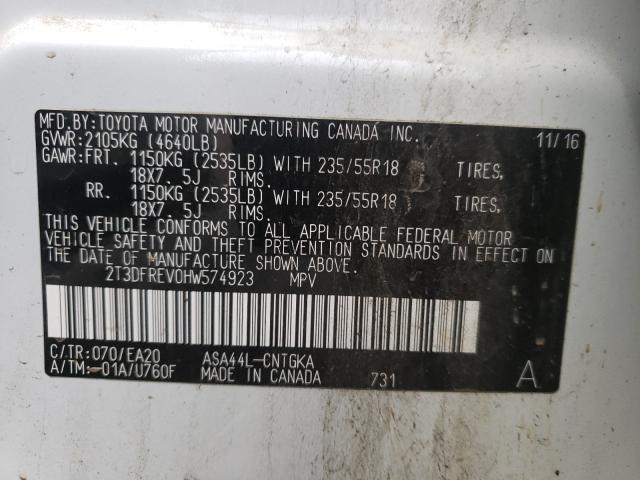 MFD.BY:TOYOTA MOTOR MANUFACTURING CANADA INC. 11/16
GVWR:2105KG (4640LB)
GAWR:FRT. 1150KG (2535LB) WITH 235/55R18 TIRES,
18X7.5J RIMS.
RR. 1150KG (2535LB) WITH 235/55R18 TIRES,
18X7.5J RIMS.
THIS VEHICLE CONFORMS TO ALL APPLICABLE FEDERAL MOTOR
VEHICLE SAFETY AND THEFT PREVENTION STANDARDS IN EFFECT ON
THE DATE OF MANUFACTURE SHOWN ABOVE.
2T3DFREV0HW574923 MPV
C/TR:070/EA20 ASA44L-CNTGKA
A/TM:-01A/U760F MADE IN CANADA 731 A